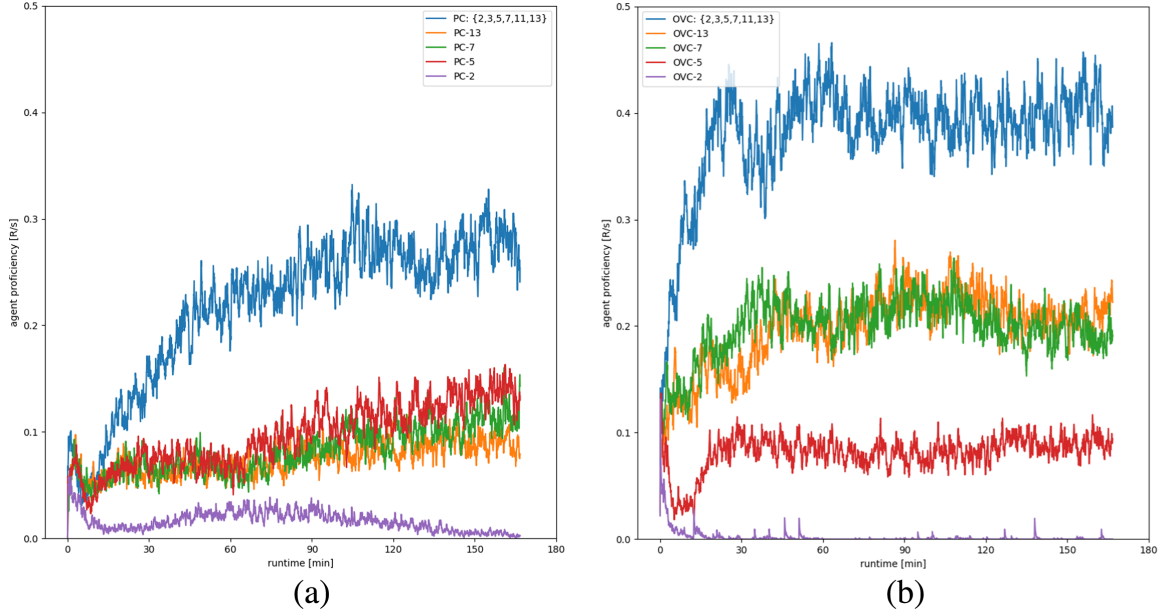 PC: {2,3,5,7,11,13}
PC-13
PC-7
PC-5
PC-2
0.5
0.4
0.3
0.2
0.1
0.0
agent proficiency [R/s]
0 30 60 90 120 150 180
runtime [min]
(a)
OVC: {2,3,5,7,11,13}
OVC-13
OVC-7
OVC-5
OVC-2
0.5
0.4
0.3
0.2
0.1
0.0
agent proficiency [R/s]
0 30 60 90 120 150 180
runtime [min]
(b)